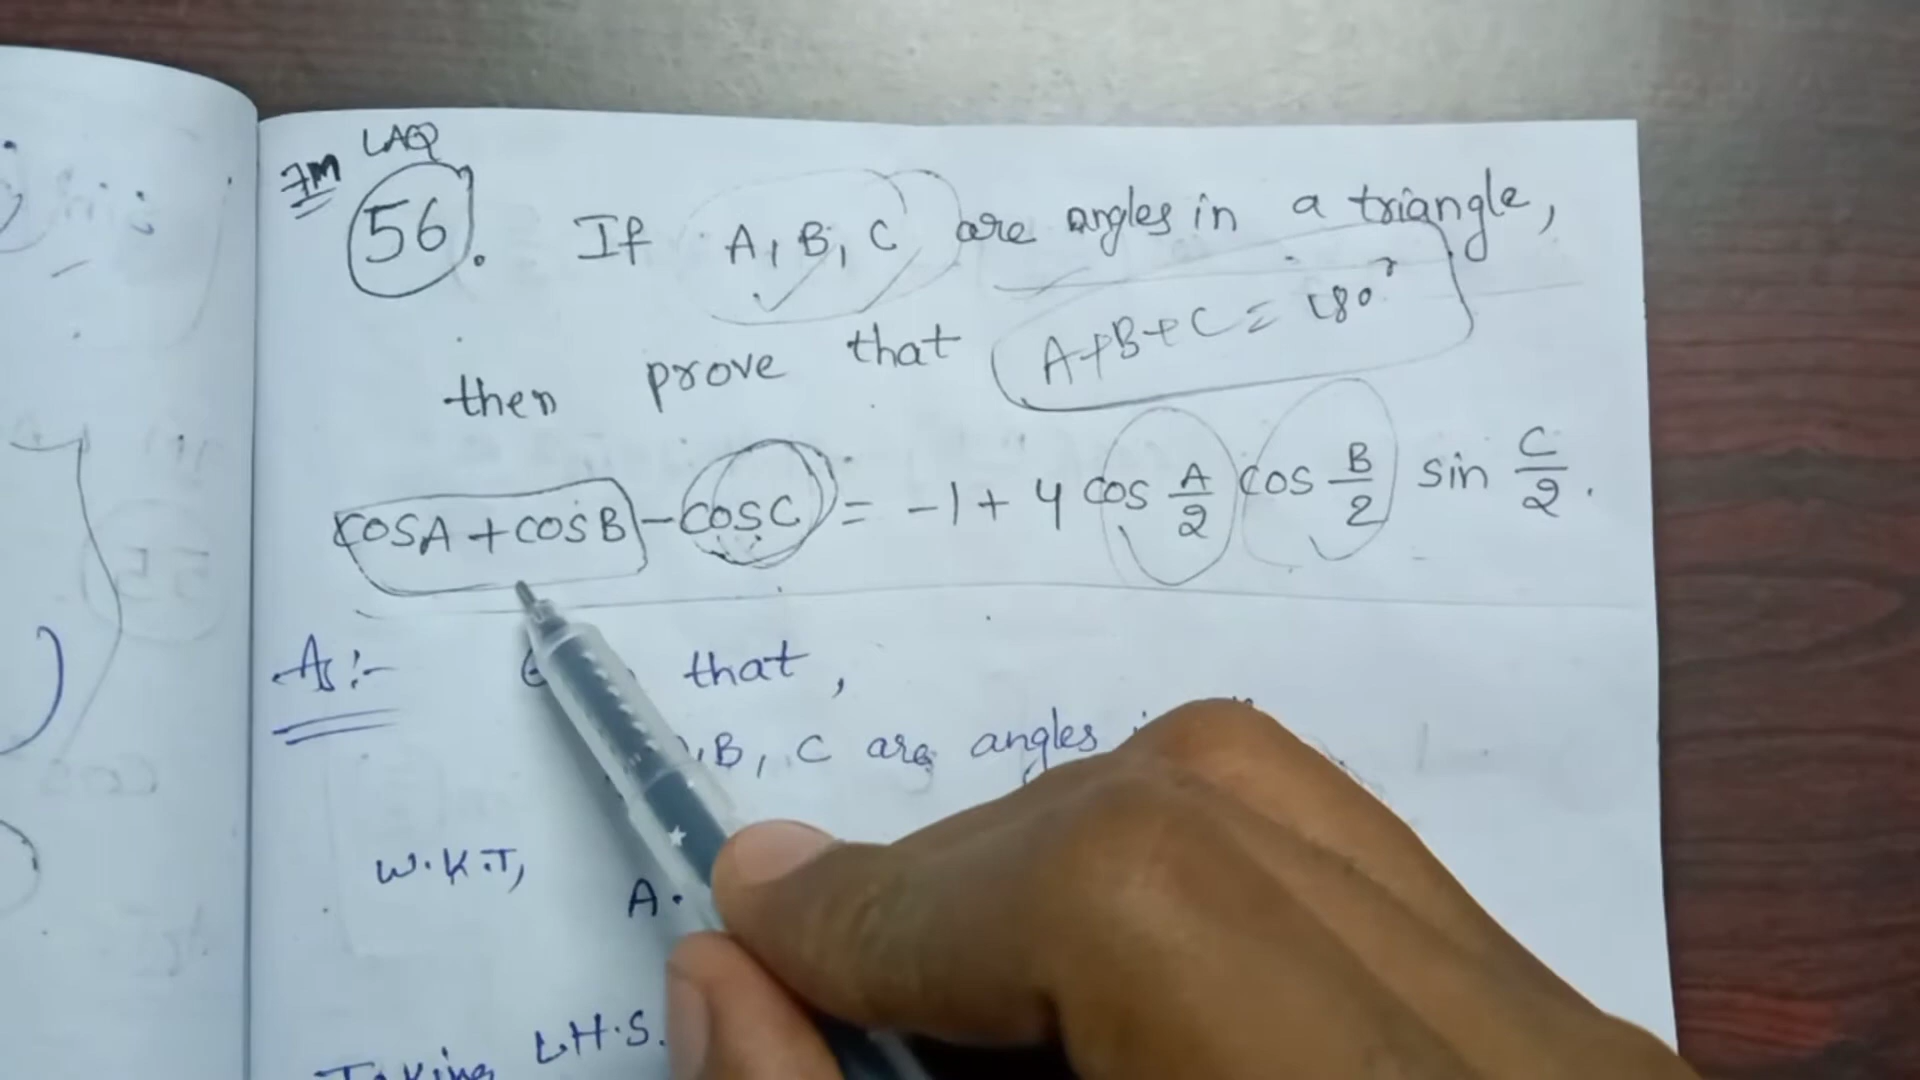 7M LAQ
56. If A, B, C are angles in a triangle,
then prove that A+B+C = 180°
cosA + cosB - cosC = -1 + 4 cos A/2 cos B/2 sin C/2.
As:- that,
B, C are angles
W.K.T,
A.
Taking L.H.S.